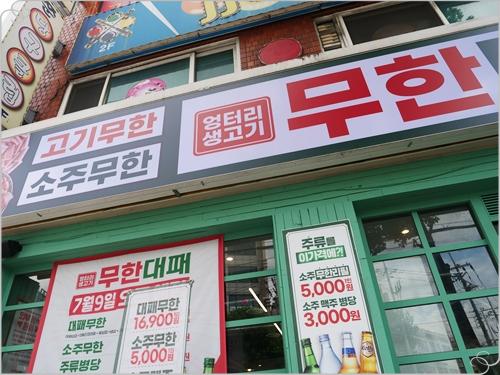 2F
고기무한
소주무한
엉터리
생고기
무한
엉터리
생고기
무한대패
7월9일
대패무한
소주무한
주류병당
대패무한
16,900원
소주무한
5,000원
주류를
이가격에?!
소주무한리필
5,000원
소주 맥주 병당
3,000원